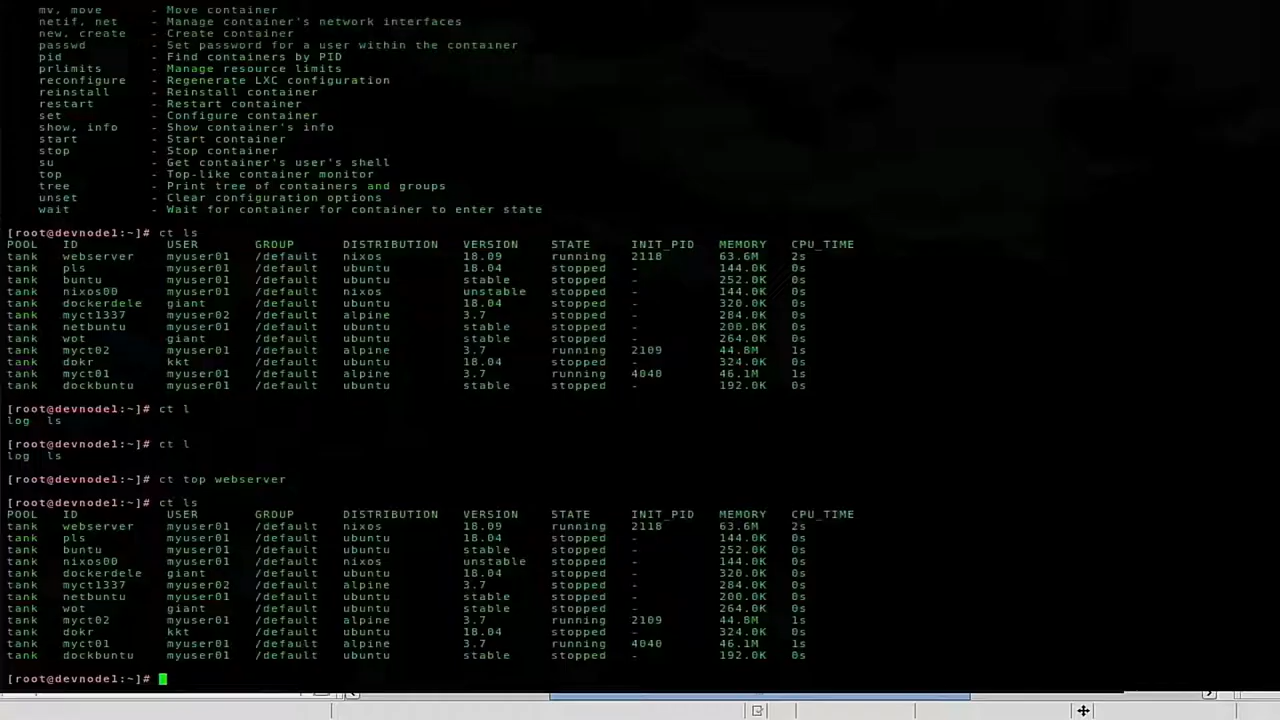 mv, move - Move container
netif, net - Manage container's network interfaces
new, create - Create container
passwd - Set password for a user within the container
pid - Find containers by PID
prlimits - Manage resource limits
reconfigure - Regenerate LXC configuration
reinstall - Reinstall container
restart - Restart container
set - Configure container
show, info - Show container's info
start - Start container
stop - Stop container
su - Get container's user's shell
top - Top-like container monitor
tree - Print tree of containers and groups
unset - Clear configuration options
wait - Wait for container for container to enter state
[root@devnode1:~]# ct ls
POOL ID USER GROUP DISTRIBUTION VERSION STATE INIT_PID MEMORY CPU_TIME
tank webserver myuser01 /default nixos 18.09 running 2118 63.6M 2s
tank pls myuser01 /default ubuntu 18.04 stopped - 144.0K 0s
tank buntu myuser01 /default ubuntu stable stopped - 252.0K 0s
tank nixos00 myuser01 /default nixos unstable stopped - 144.0K 0s
tank dockerdele giant /default ubuntu 18.04 stopped - 320.0K 0s
tank myct1337 myuser02 /default alpine 3.7 stopped - 284.0K 0s
tank netbuntu myuser01 /default ubuntu stable stopped - 200.0K 0s
tank wot giant /default ubuntu stable stopped - 264.0K 0s
tank myct02 myuser01 /default alpine 3.7 running 2109 44.8M 1s
tank dokr kkt /default ubuntu 18.04 stopped - 324.0K 0s
tank myct01 myuser01 /default alpine 3.7 running 4040 46.1M 1s
tank dockbuntu myuser01 /default ubuntu stable stopped - 192.0K 0s
[root@devnode1:~]# ct l
log ls
[root@devnode1:~]# ct l
log ls
[root@devnode1:~]# ct top webserver
[root@devnode1:~]# ct ls
POOL ID USER GROUP DISTRIBUTION VERSION STATE INIT_PID MEMORY CPU_TIME
tank webserver myuser01 /default nixos 18.09 running 2118 63.6M 2s
tank pls myuser01 /default ubuntu 18.04 stopped - 144.0K 0s
tank buntu myuser01 /default ubuntu stable stopped - 252.0K 0s
tank nixos00 myuser01 /default nixos unstable stopped - 144.0K 0s
tank dockerdele giant /default ubuntu 18.04 stopped - 320.0K 0s
tank myct1337 myuser02 /default alpine 3.7 stopped - 284.0K 0s
tank netbuntu myuser01 /default ubuntu stable stopped - 200.0K 0s
tank wot giant /default ubuntu stable stopped - 264.0K 0s
tank myct02 myuser01 /default alpine 3.7 running 2109 44.8M 1s
tank dokr kkt /default ubuntu 18.04 stopped - 324.0K 0s
tank myct01 myuser01 /default alpine 3.7 running 4040 46.1M 1s
tank dockbuntu myuser01 /default ubuntu stable stopped - 192.0K 0s
[root@devnode1:~]#